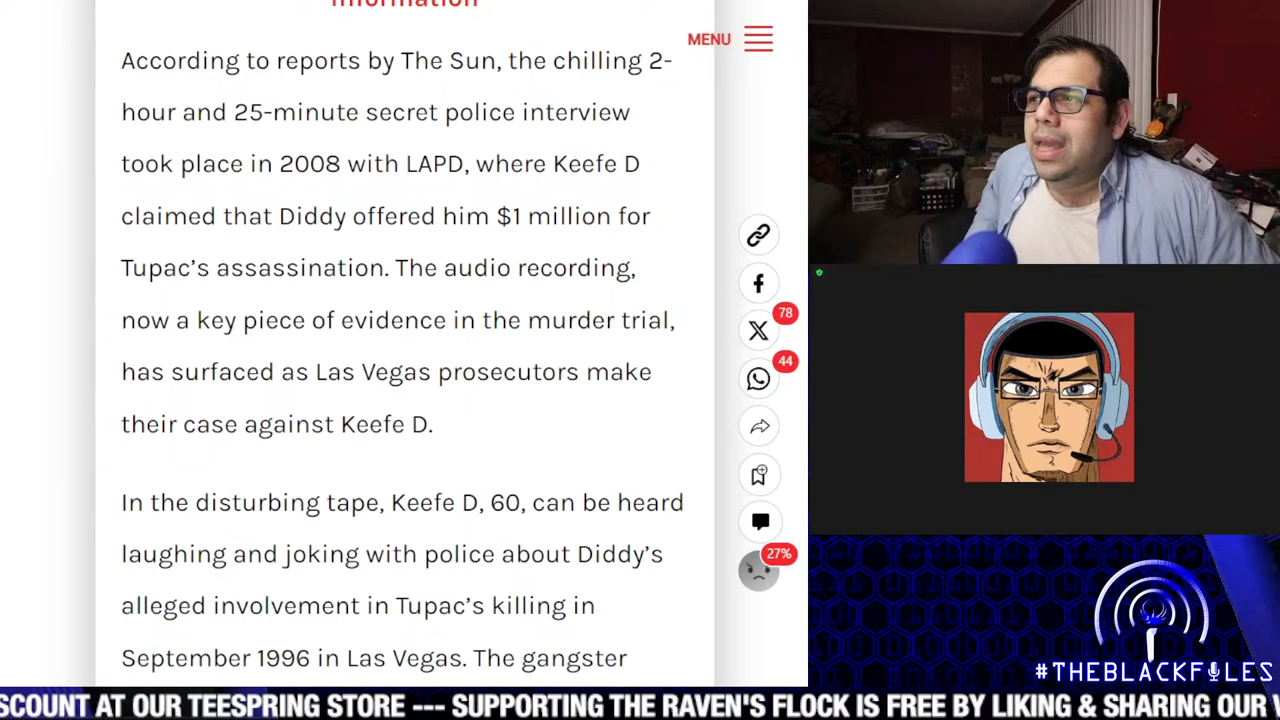 information
MENU
According to reports by The Sun, the chilling 2-
hour and 25-minute secret police interview
took place in 2008 with LAPD, where Keefe D
claimed that Diddy offered him $1 million for
Tupac’s assassination. The audio recording,
now a key piece of evidence in the murder trial,
has surfaced as Las Vegas prosecutors make
their case against Keefe D.
In the disturbing tape, Keefe D, 60, can be heard
laughing and joking with police about Diddy’s
alleged involvement in Tupac’s killing in
September 1996 in Las Vegas. The gangster
78
44
27%
#THEBLACKFILES
SCOUNT AT OUR TEESPRING STORE --- SUPPORTING THE RAVEN'S FLOCK IS FREE BY LIKING & SHARING OUR